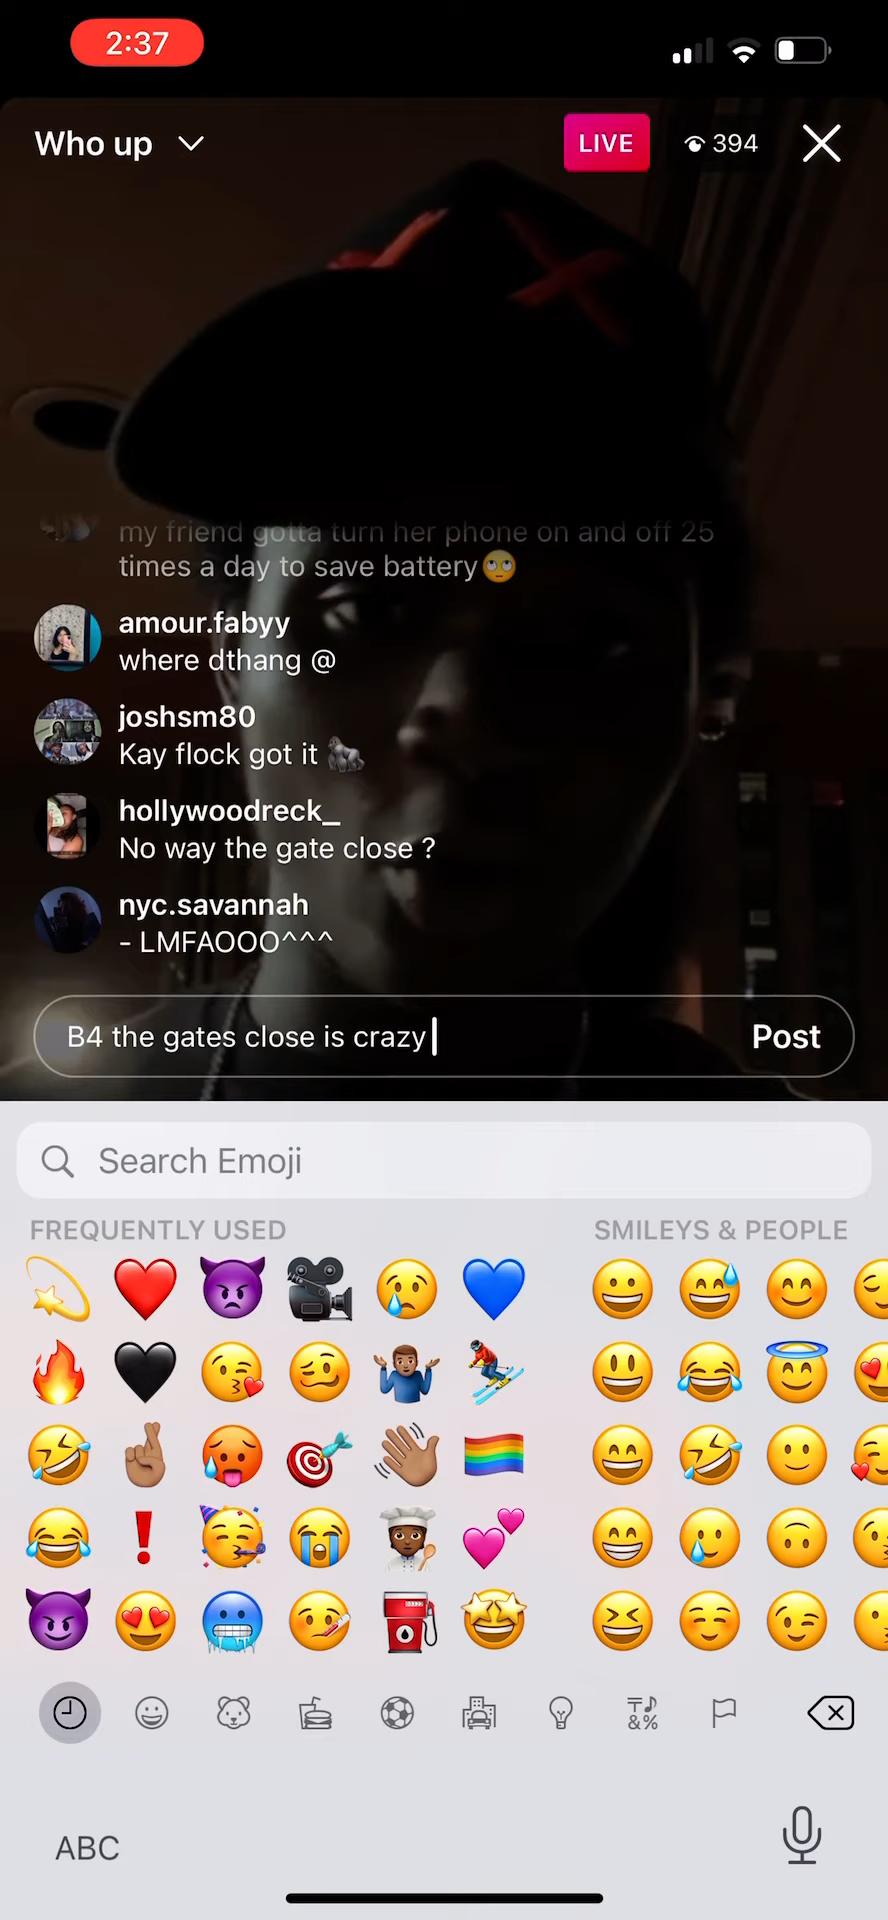 2:37
Who up
LIVE
394
my friend gotta turn her phone on and off 25
times a day to save battery🙄
amour.fabyy
where dthang @
joshsm80
Kay flock got it 🦍
hollywoodreck_
No way the gate close ?
nyc.savannah
- LMFAOOO^^^
B4 the gates close is crazy
Post
Search Emoji
FREQUENTLY USED
SMILEYS & PEOPLE
ABC